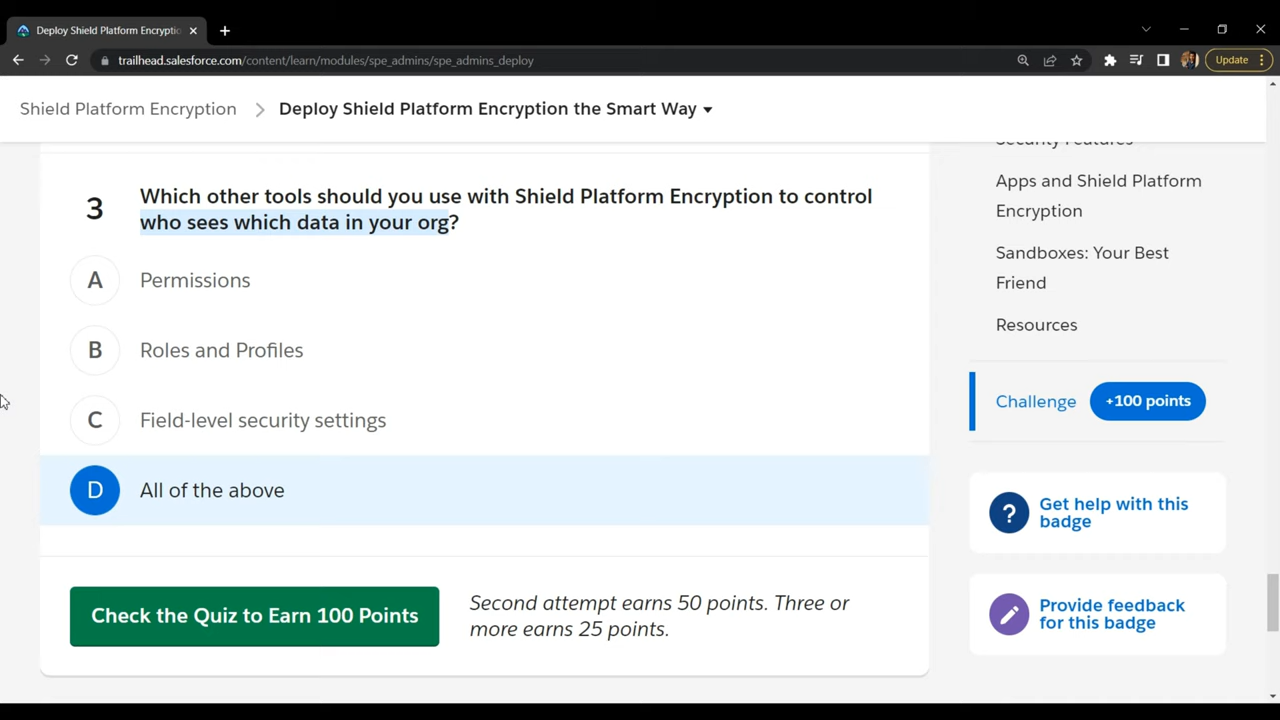 Deploy Shield Platform Encryptio
trailhead.salesforce.com/content/learn/modules/spe_admins/spe_admins_deploy
Update
Shield Platform Encryption
Deploy Shield Platform Encryption the Smart Way
3
Which other tools should you use with Shield Platform Encryption to control
who sees which data in your org?
A
Permissions
B
Roles and Profiles
C
Field-level security settings
D
All of the above
Check the Quiz to Earn 100 Points
Second attempt earns 50 points. Three or
more earns 25 points.
Security Features
Apps and Shield Platform
Encryption
Sandboxes: Your Best
Friend
Resources
Challenge
+100 points
?
Get help with this
badge
Provide feedback
for this badge